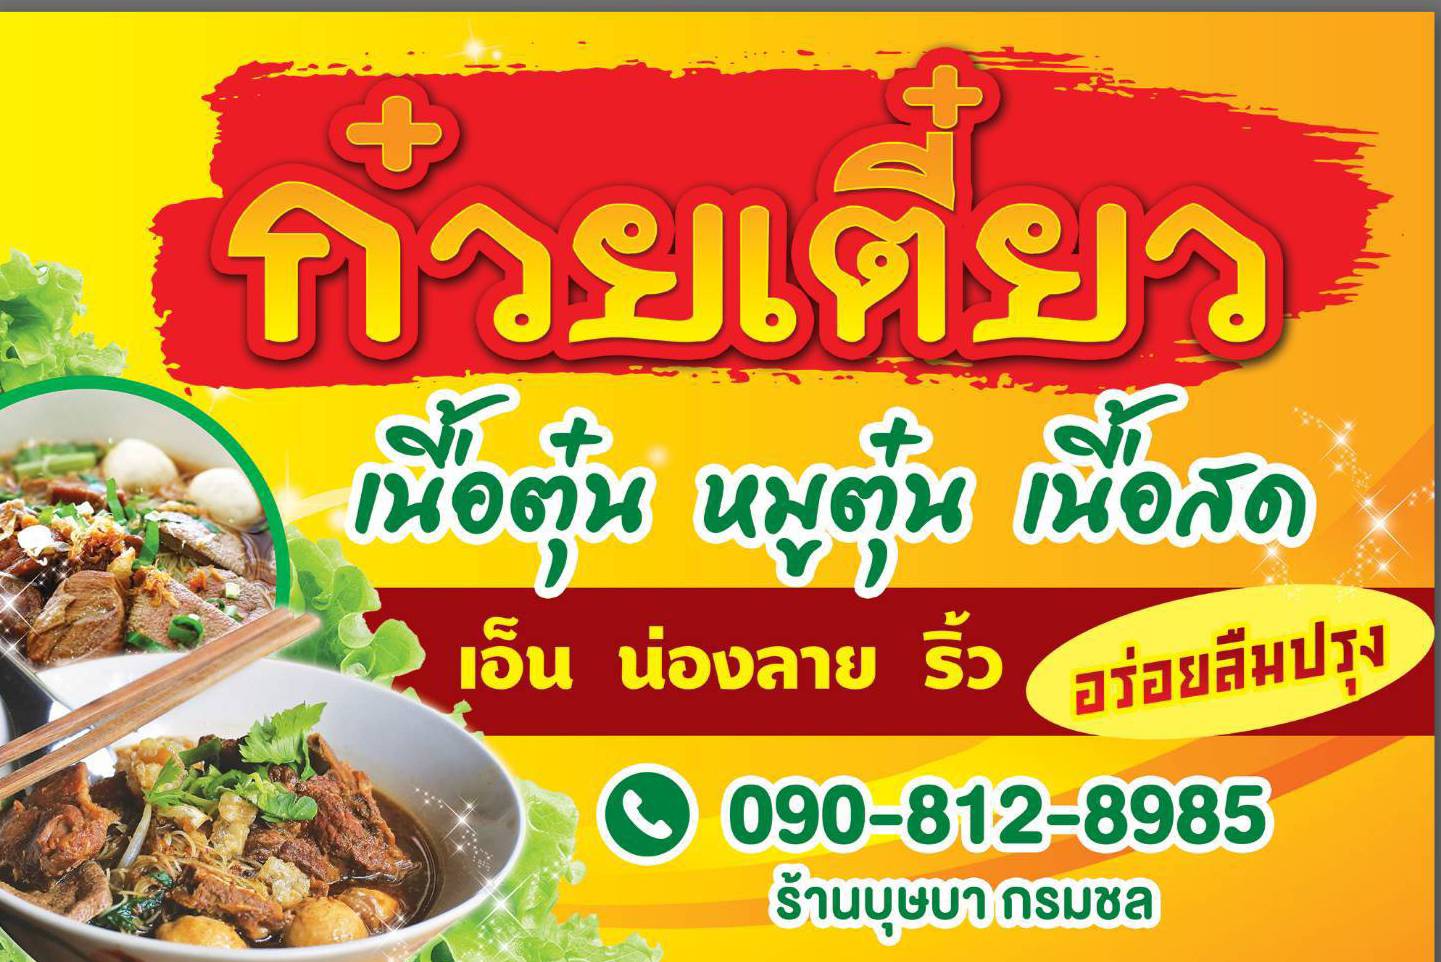 ก๋วยเตี๋ยว
เนื้อตุ๋น หมูตุ๋น เนื้อสด
เอ็น น่องลาย ริ้ว อร่อยลืมปรุง
090-812-8985
ร้านบุษบา กรมชล